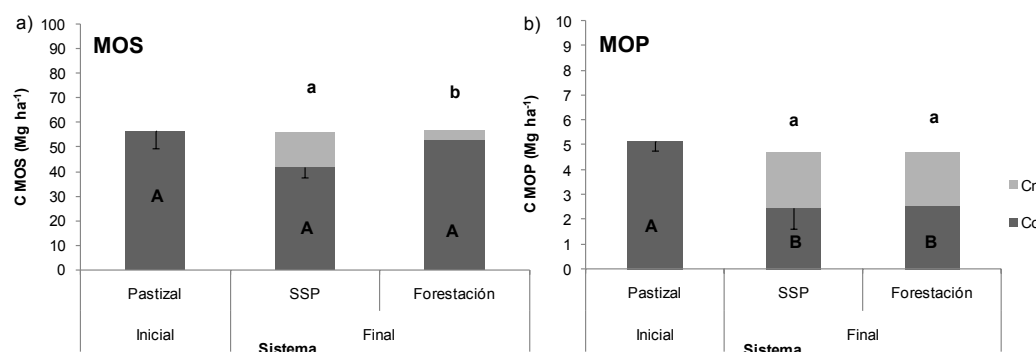 a)
MOS
C MOS (Mg ha⁻¹)
100
90
80
70
60
50
40
30
20
10
0
a
b
A
A
A
Pastizal
SSP
Forestación
Inicial
Final
Sistema
b)
MOP
C MOP (Mg ha⁻¹)
10
9
8
7
6
5
4
3
2
1
0
a
a
A
B
B
Pastizal
SSP
Forestación
Inicial
Final
Sistema